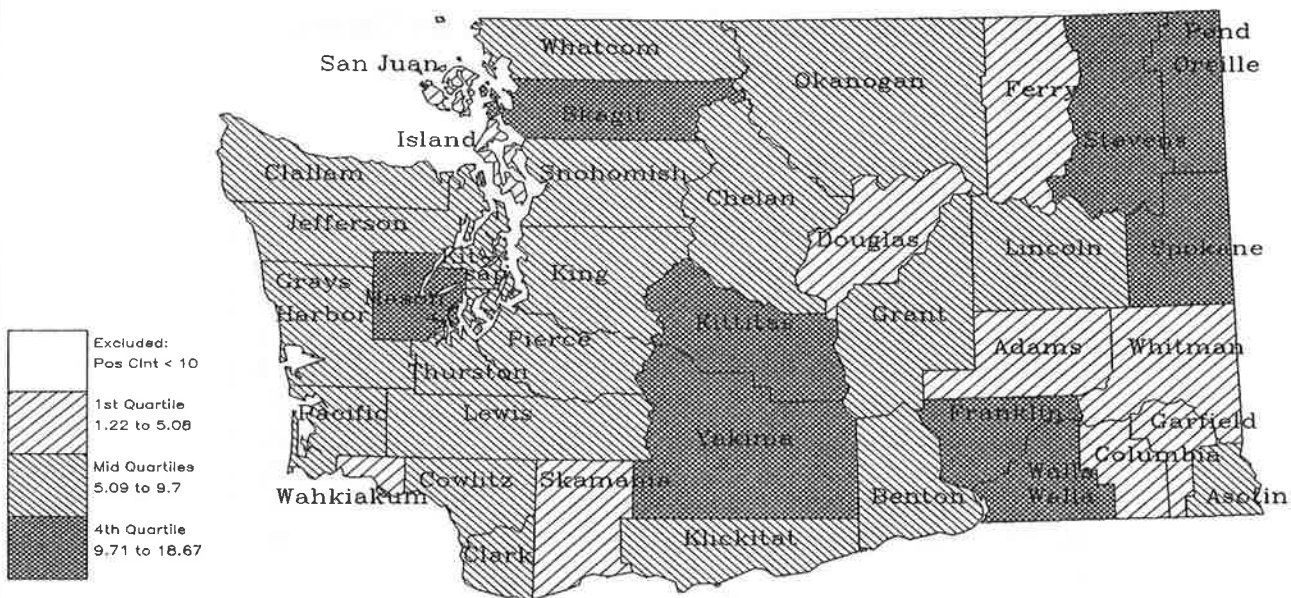 Whatcom
San Juan
Okanogan
Pend
Oreille
Ferry
Skagit
Island
Stevens
Snohomish
Clallam
Chelan
Jefferson
Douglas
Lincoln
Spokane
Kitsap
King
Grays
Harbor
Mason
Kittitas
Grant
Pierce
Adams
Whitman
Thurston
Pacific
Lewis
Franklin
Garfield
Yakima
Columbia
Wahkiakum
Cowlitz
Skamania
Benton
Walla
Walla
Asotin
Clark
Klickitat
Excluded:
Pos Clnt < 10
1st Quartile
1.22 to 5.08
Mid Quartiles
5.09 to 9.7
4th Quartile
9.71 to 18.67